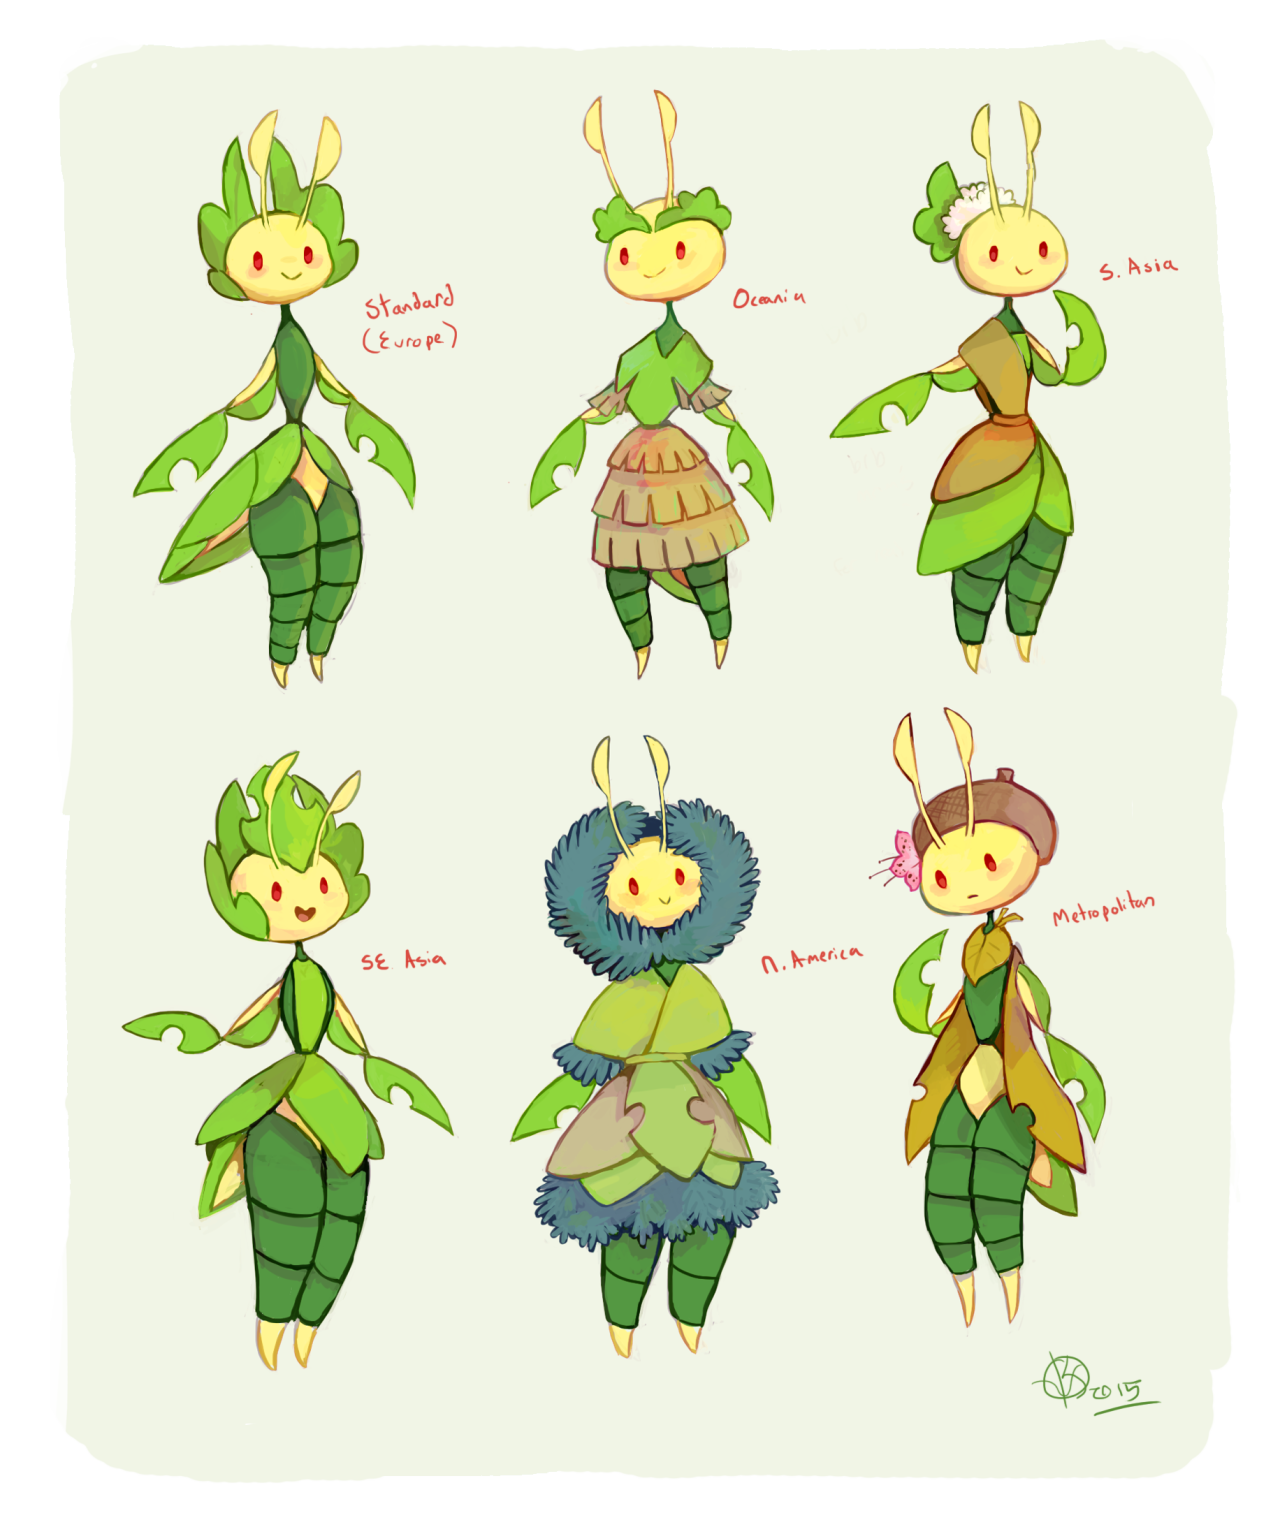 Standard
(Europe)
Oceania
S. Asia
SE. Asia
N. America
Metropolitan
2015